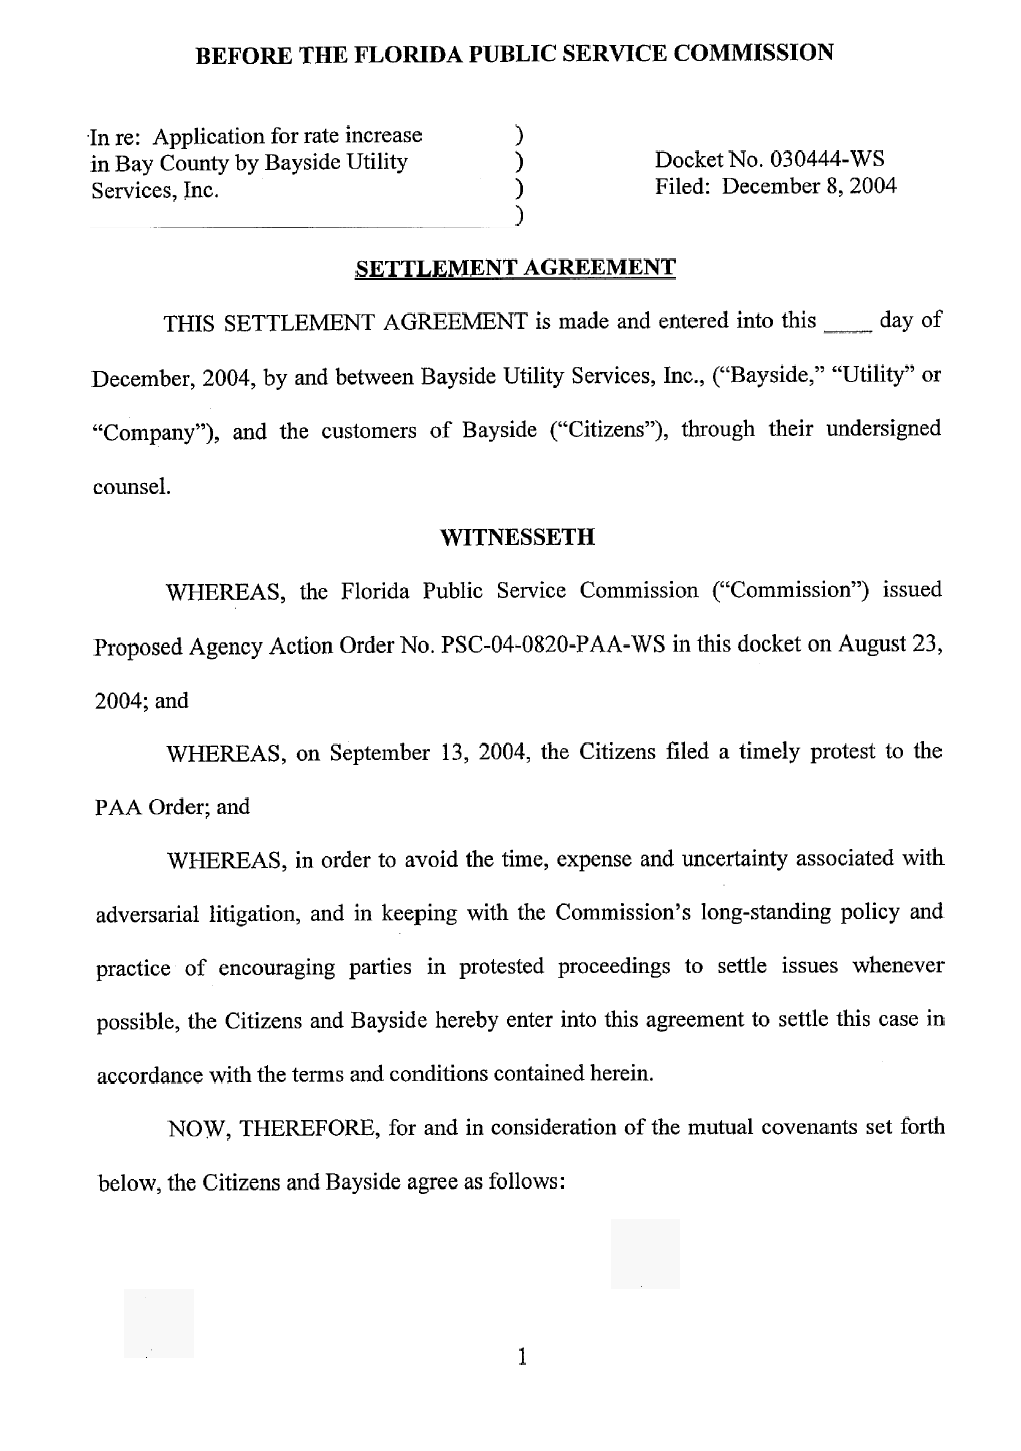 BEFORE THE FLORIDA PUBLIC SERVICE COMMISSION
In re: Application for rate increase )
in Bay County by Bayside Utility ) Docket No. 030444-WS
Services, Inc. ) Filed: December 8, 2004
)
SETTLEMENT AGREEMENT
THIS SETTLEMENT AGREEMENT is made and entered into this ____ day of
December, 2004, by and between Bayside Utility Services, Inc., (“Bayside,” “Utility” or
“Company”), and the customers of Bayside (“Citizens”), through their undersigned
counsel.
WITNESSETH
WHEREAS, the Florida Public Service Commission (“Commission”) issued
Proposed Agency Action Order No. PSC-04-0820-PAA-WS in this docket on August 23,
2004; and
WHEREAS, on September 13, 2004, the Citizens filed a timely protest to the
PAA Order; and
WHEREAS, in order to avoid the time, expense and uncertainty associated with
adversarial litigation, and in keeping with the Commission’s long-standing policy and
practice of encouraging parties in protested proceedings to settle issues whenever
possible, the Citizens and Bayside hereby enter into this agreement to settle this case in
accordance with the terms and conditions contained herein.
NOW, THEREFORE, for and in consideration of the mutual covenants set forth
below, the Citizens and Bayside agree as follows:
1